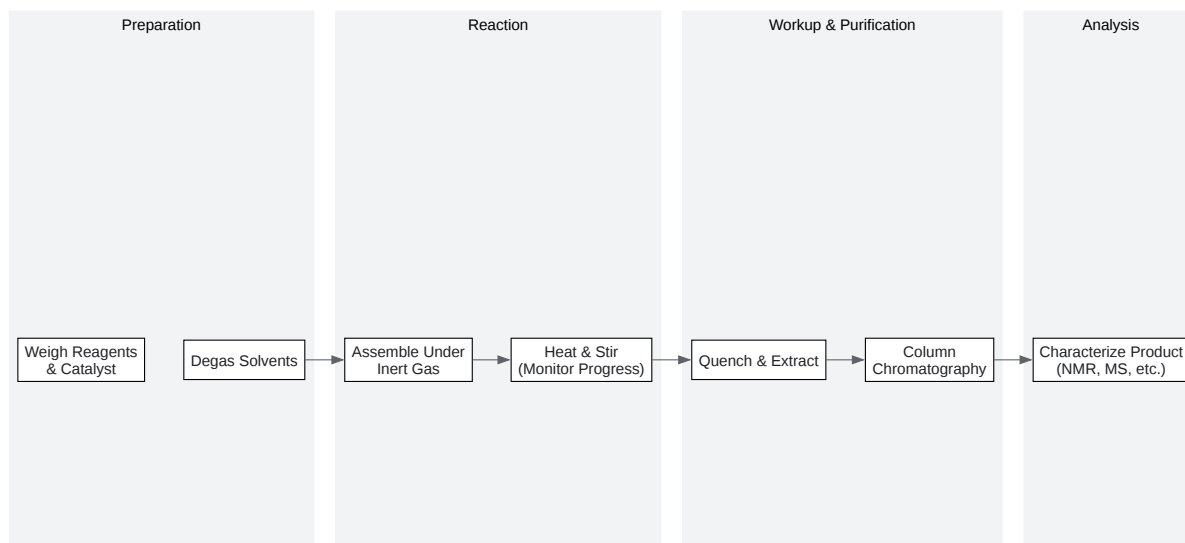 Preparation
Reaction
Workup & Purification
Analysis
Weigh Reagents
& Catalyst
Degas Solvents
Assemble Under
Inert Gas
Heat & Stir
(Monitor Progress)
Quench & Extract
Column
Chromatography
Characterize Product
(NMR, MS, etc.)